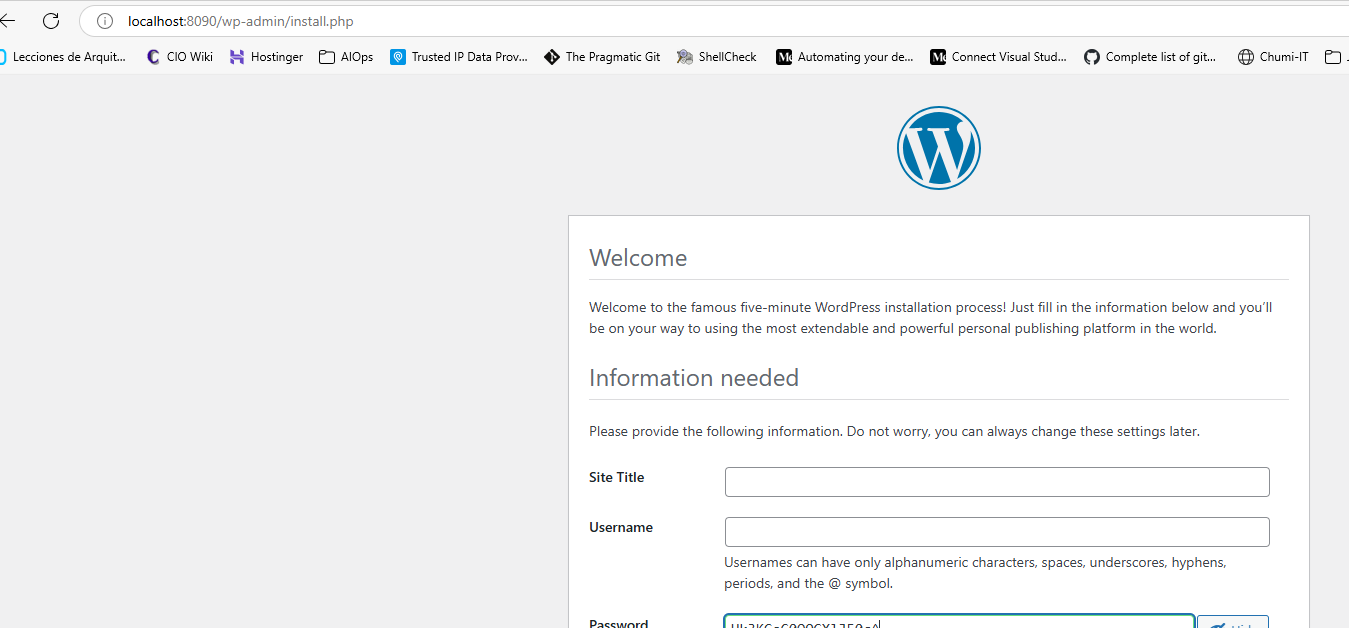 localhost:8090/wp-admin/install.php
Lecciones de Arquit... CIO Wiki Hostinger AIOps Trusted IP Data Prov... The Pragmatic Git ShellCheck Automating your de... Connect Visual Stud... Complete list of git... Chumi-IT
Welcome
Welcome to the famous five-minute WordPress installation process! Just fill in the information below and you’ll
be on your way to using the most extendable and powerful personal publishing platform in the world.
Information needed
Please provide the following information. Do not worry, you can always change these settings later.
Site Title
Username
Usernames can have only alphanumeric characters, spaces, underscores, hyphens,
periods, and the @ symbol.
Password